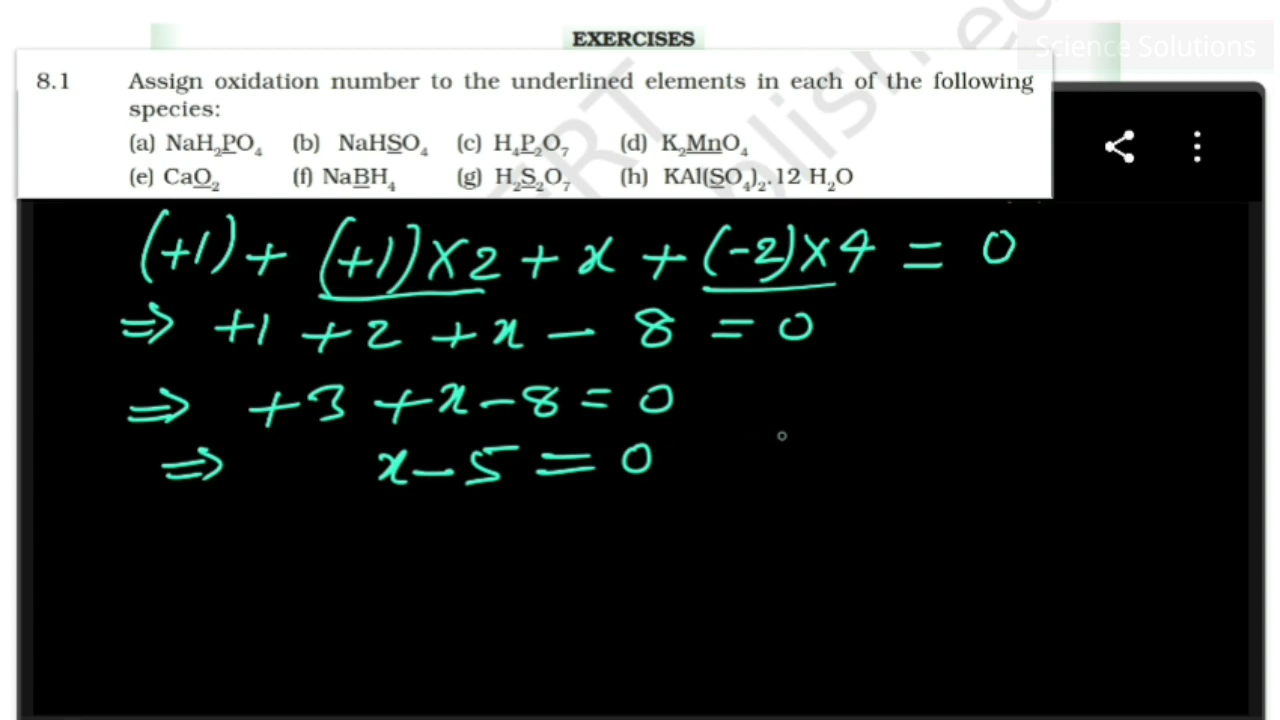 EXERCISES
Science Solutions
8.1 Assign oxidation number to the underlined elements in each of the following
species:
(a) NaH₂PO₄ (b) NaHSO₄ (c) H₄P₂O₇ (d) K₂MnO₄
(e) CaO₂ (f) NaBH₄ (g) H₂S₂O₇ (h) KAl(SO₄)₂.12 H₂O
(+1) + (+1)×2 + x + (-2)×4 = 0
⇒ +1 +2 +x - 8 = 0
⇒ +3 +x-8 = 0
⇒ x-5 = 0